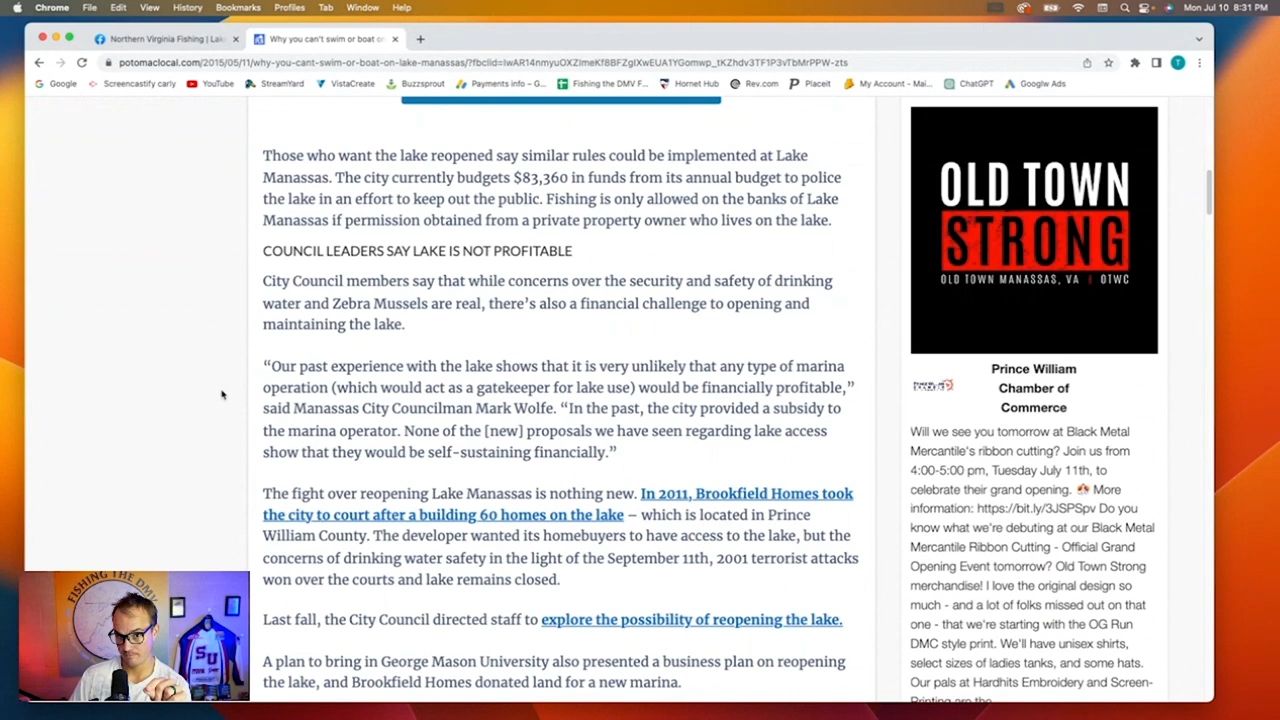 Chrome File Edit View History Bookmarks Profiles Tab Window Help Mon Jul 10 8:31 PM
Northern Virginia Fishing | Lak Why you can't swim or boat o
potomaclocal.com/2015/05/11/why-you-cant-swim-or-boat-on-lake-manassas/?fbclid=
Google Screencastify carly YouTube StreamYard VistaCreate Buzzsprout Payments info – G... Fishing the DMV F... Hornet Hub Rev.com Placeit My Account - Mai... ChatGPT Googlw Ads
Those who want the lake reopened say similar rules could be implemented at Lake
Manassas. The city currently budgets $83,360 in funds from its annual budget to police
the lake in an effort to keep out the public. Fishing is only allowed on the banks of Lake
Manassas if permission obtained from a private property owner who lives on the lake.
COUNCIL LEADERS SAY LAKE IS NOT PROFITABLE
City Council members say that while concerns over the security and safety of drinking
water and Zebra Mussels are real, there's also a financial challenge to opening and
maintaining the lake.
“Our past experience with the lake shows that it is very unlikely that any type of marina
operation (which would act as a gatekeeper for lake use) would be financially profitable,”
said Manassas City Councilman Mark Wolfe. “In the past, the city provided a subsidy to
the marina operator. None of the [new] proposals we have seen regarding lake access
show that they would be self-sustaining financially.”
The fight over reopening Lake Manassas is nothing new. In 2011, Brookfield Homes took
the city to court after a building 60 homes on the lake – which is located in Prince
William County. The developer wanted its homebuyers to have access to the lake, but the
concerns of drinking water safety in the light of the September 11th, 2001 terrorist attacks
won over the courts and lake remains closed.
Last fall, the City Council directed staff to explore the possibility of reopening the lake.
A plan to bring in George Mason University also presented a business plan on reopening
the lake, and Brookfield Homes donated land for a new marina.
OLD TOWN
STRONG
OLD TOWN MANASSAS, VA | OTWC
Prince William
Chamber of
Commerce
Will we see you tomorrow at Black Metal
Mercantile's ribbon cutting? Join us from
4:00-5:00 pm, Tuesday July 11th, to
celebrate their grand opening. 🎊 More
information: https://bit.ly/3JSPSpv Do you
know what we're debuting at our Black Metal
Mercantile Ribbon Cutting - Official Grand
Opening Event tomorrow? Old Town Strong
merchandise! I love the original design so
much - and a lot of folks missed out on that
one - that we're starting with the OG Run
DMC style print. We'll have unisex shirts,
select sizes of ladies tanks, and some hats.
Our pals at Hardhits Embroidery and Screen-
Printing are the
FISHING THE DMV
SU